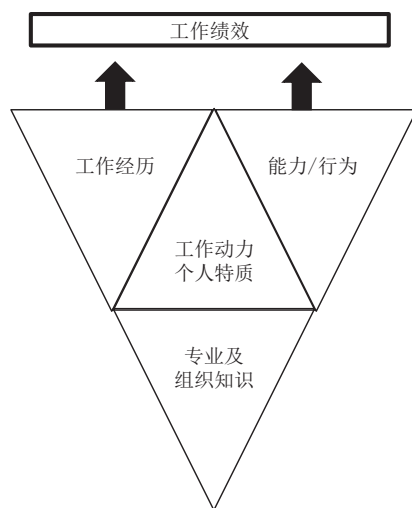 工作绩效
工作经历
能力/行为
工作动力
个人特质
专业及
组织知识